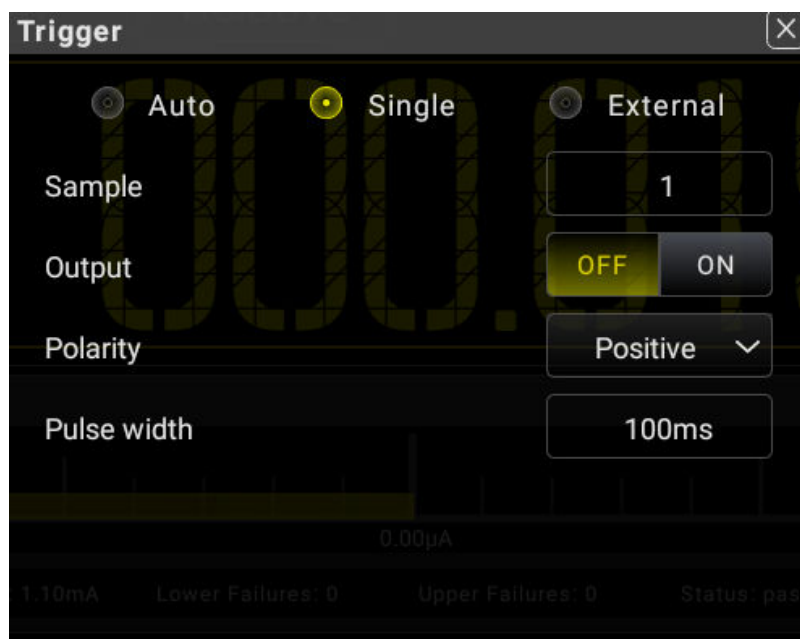 Trigger
Auto Single External
Sample 1
Output OFF ON
Polarity Positive
Pulse width 100ms
0.00µA
1.10mA Lower Failures: 0 Upper Failures: 0 Status: pas